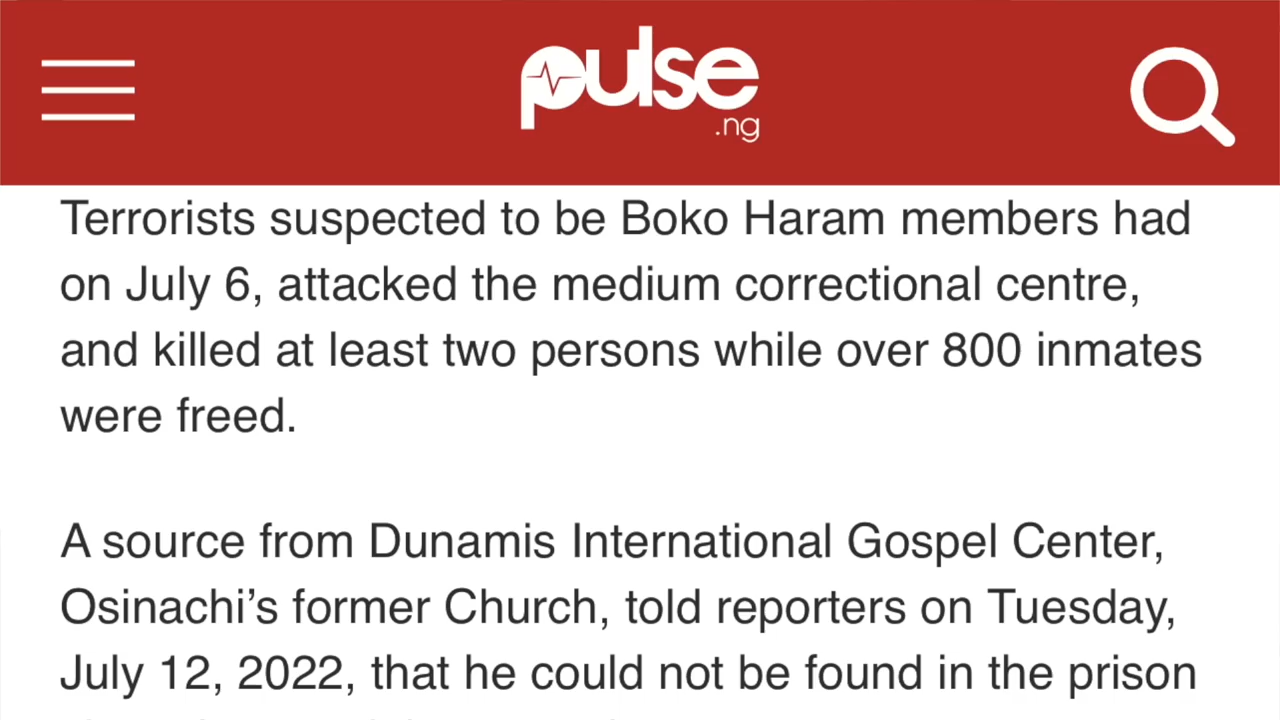 pulse
.ng
Terrorists suspected to be Boko Haram members had
on July 6, attacked the medium correctional centre,
and killed at least two persons while over 800 inmates
were freed.
A source from Dunamis International Gospel Center,
Osinachi’s former Church, told reporters on Tuesday,
July 12, 2022, that he could not be found in the prison